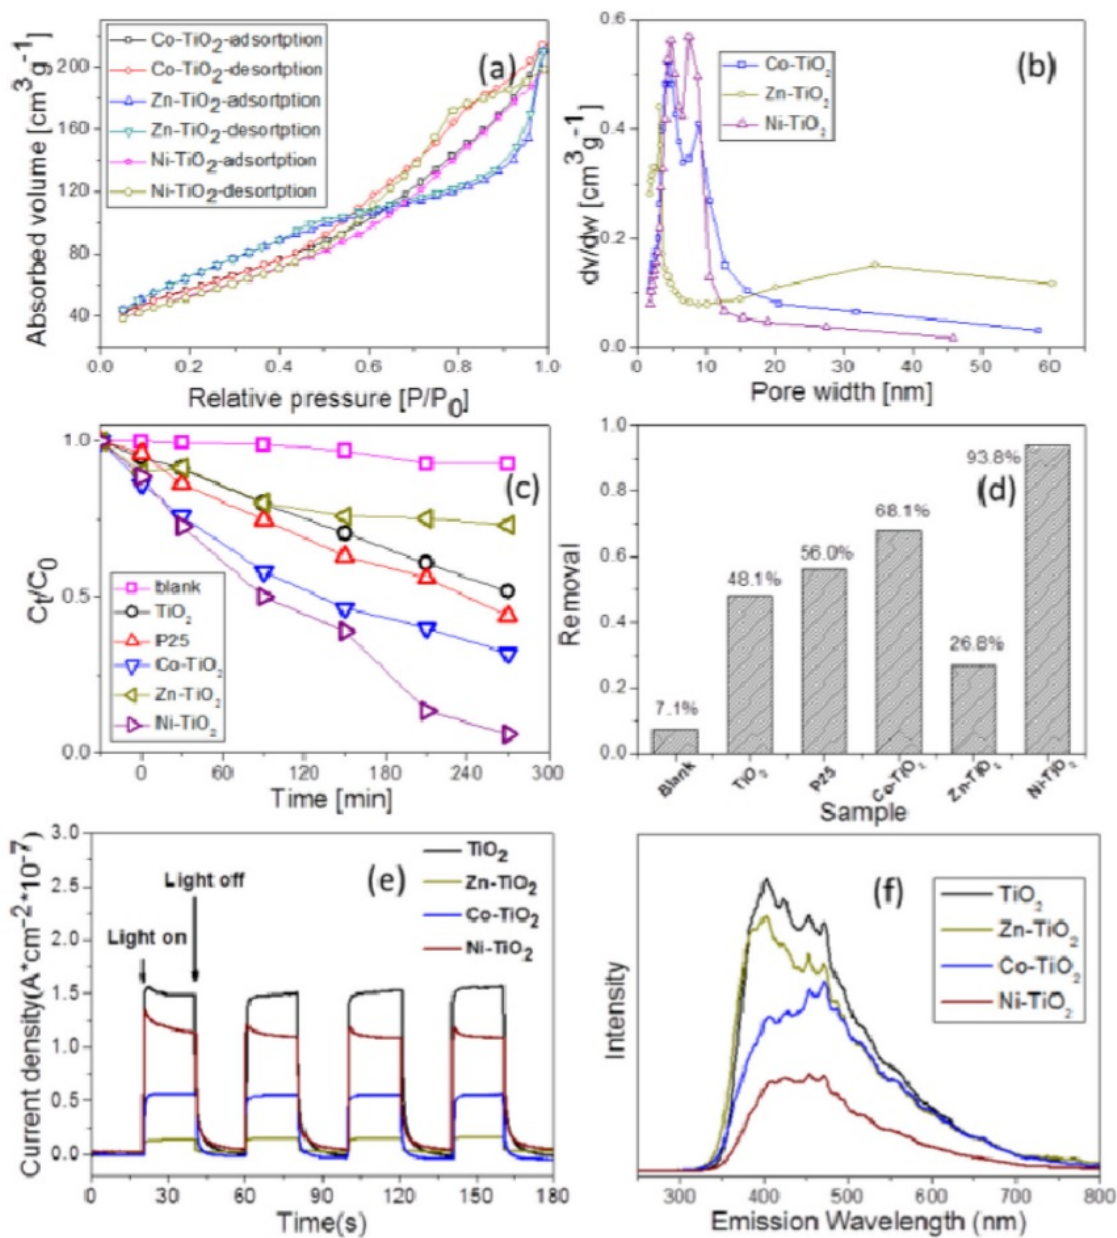 Co-TiO2-adsortption
Co-TiO2-desortption
Zn-TiO2-adsortption
Zn-TiO2-desortption
Ni-TiO2-adsortption
Ni-TiO2-desortption
(a)
Absorbed volume [cm³g⁻¹]
220
200
160
120
80
40
0.0 0.2 0.4 0.6 0.8 1.0
Relative pressure [P/P0]
(b)
Co-TiO2
Zn-TiO2
Ni-TiO2
dv/dw [cm³g⁻¹]
0.6
0.4
0.2
0.0
0 10 20 30 40 50 60
Pore width [nm]
(c)
Ct/C0
1.0
0.5
0.0
blank
TiO2
P25
Co-TiO2
Zn-TiO2
Ni-TiO2
0 60 120 180 240 300
Time [min]
(d)
Removal
1.0
0.8
0.6
0.4
0.2
0.0
7.1%
48.1%
56.0%
68.1%
26.8%
93.8%
Blank TiO2 P25 Co-TiO2 Zn-TiO2 Ni-TiO2
Sample
(e)
Current density(A*cm⁻²*10⁻⁷)
3.0
2.5
2.0
1.5
1.0
0.5
0.0
Light on
Light off
TiO2
Zn-TiO2
Co-TiO2
Ni-TiO2
0 30 60 90 120 150 180
Time(s)
(f)
Intensity
TiO2
Zn-TiO2
Co-TiO2
Ni-TiO2
300 400 500 600 700 800
Emission Wavelength (nm)